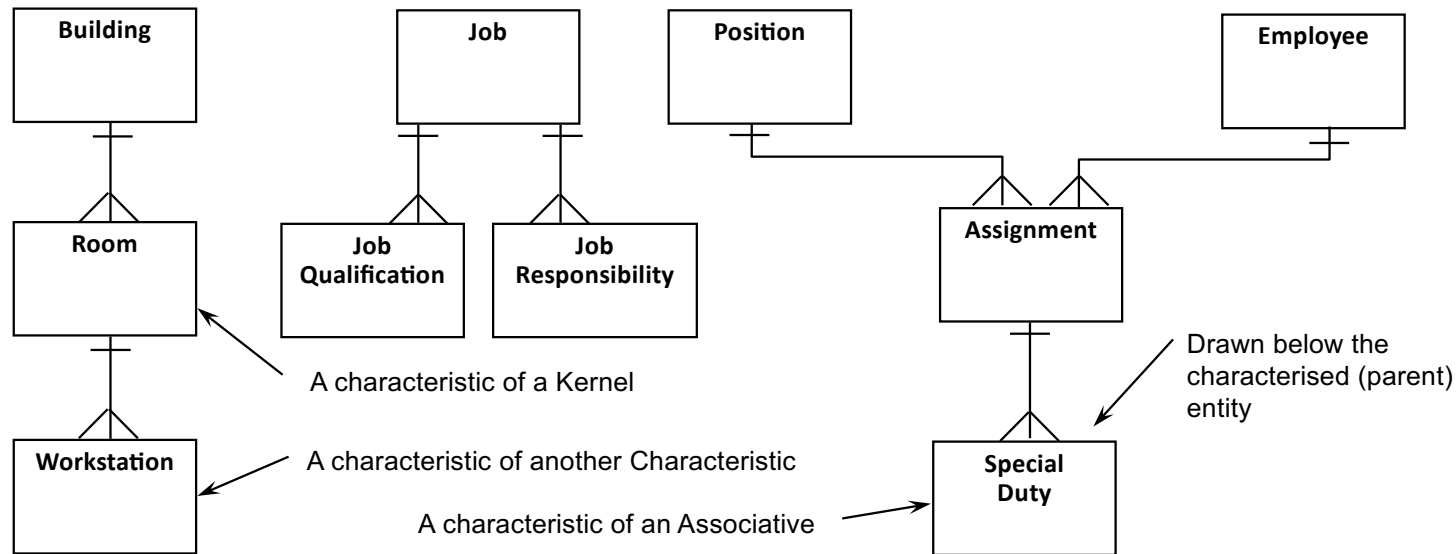 Building
Job
Position
Employee
Room
Job
Qualification
Job
Responsibility
Assignment
A characteristic of a Kernel
Drawn below the
characterised (parent)
entity
Workstation
A characteristic of another Characteristic
Special
Duty
A characteristic of an Associative